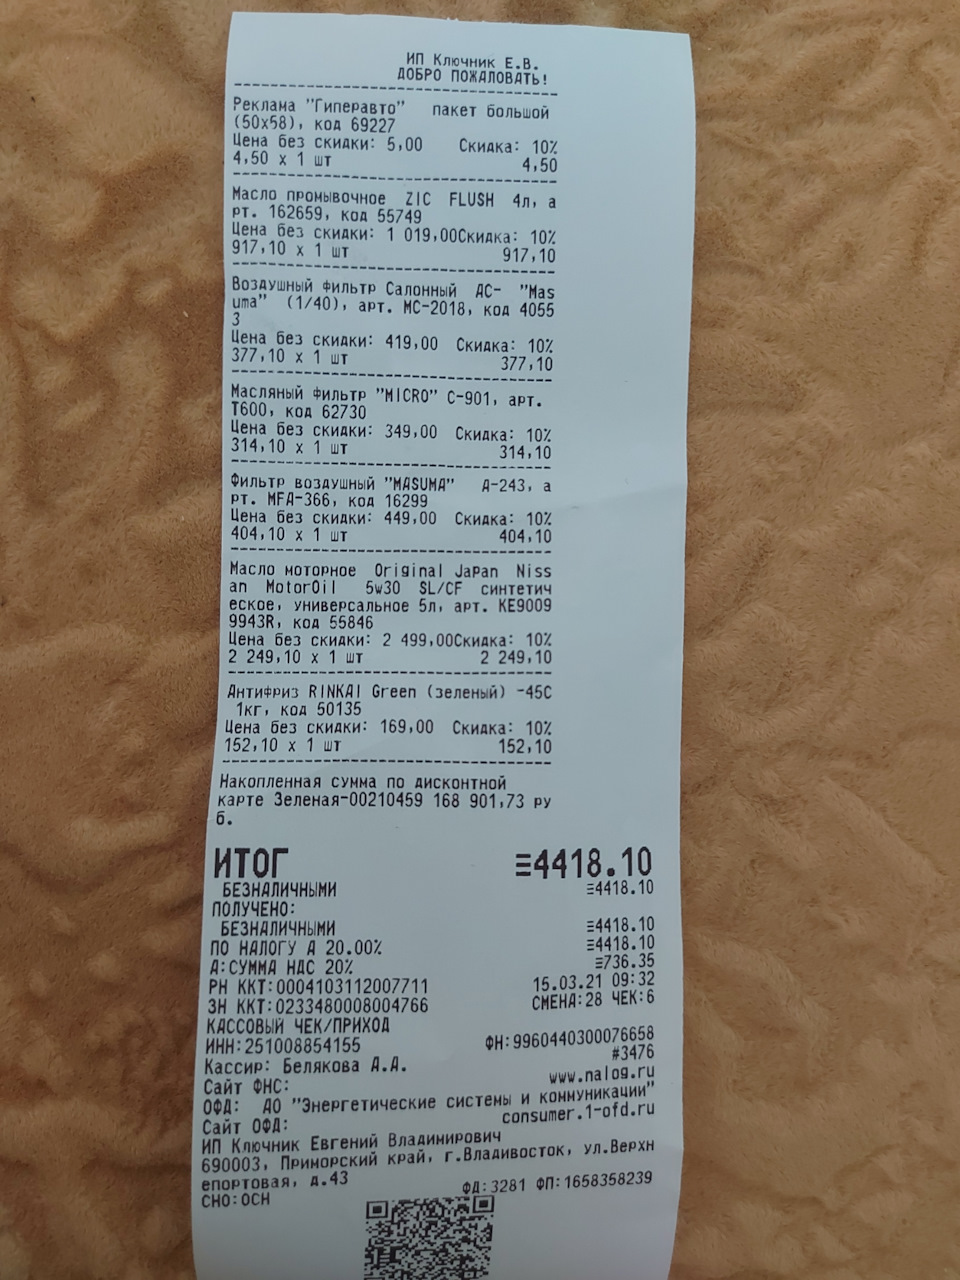 ИП Ключник Е.В.
ДОБРО ПОЖАЛОВАТЬ!
Реклама "Гиперавто" пакет большой
(50x58), код 69227
Цена без скидки: 5,00 Скидка: 10%
4,50 x 1 шт 4,50
Масло промывочное ZIC FLUSH 4л, а
рт. 162659, код 55749
Цена без скидки: 1 019,00Скидка: 10%
917,10 x 1 шт 917,10
Воздушный фильтр Салонный АС- "Mas
uma" (1/40), арт. MC-2018, код 4055
3
Цена без скидки: 419,00 Скидка: 10%
377,10 x 1 шт 377,10
Масляный фильтр "MICRO" C-901, арт.
T600, код 62730
Цена без скидки: 349,00 Скидка: 10%
314,10 x 1 шт 314,10
Фильтр воздушный "MASUMA" A-243, а
рт. MFA-366, код 16299
Цена без скидки: 449,00 Скидка: 10%
404,10 x 1 шт 404,10
Масло моторное Original Japan Niss
an MotorOil 5w30 SL/CF синтетич
еское, универсальное 5л, арт. KE9009
9943R, код 55846
Цена без скидки: 2 499,00Скидка: 10%
2 249,10 x 1 шт 2 249,10
Антифриз RINKAI Green (зеленый) -45C
1кг, код 50135
Цена без скидки: 169,00 Скидка: 10%
152,10 x 1 шт 152,10
Накопленная сумма по дисконтной
карте Зеленая-00210459 168 901,73 ру
б.
ИТОГ ≡4418.10
БЕЗНАЛИЧНЫМИ ≡4418.10
ПОЛУЧЕНО:
БЕЗНАЛИЧНЫМИ ≡4418.10
ПО НАЛОГУ А 20.00% ≡4418.10
А:СУММА НДС 20% ≡736.35
РН ККТ:0004103112007711 15.03.21 09:32
ЗН ККТ:0233480008004766 СМЕНА:28 ЧЕК:6
КАССОВЫЙ ЧЕК/ПРИХОД
ИНН:251008854155 ФН:9960440300076658
Кассир: Белякова А.А. #3476
Сайт ФНС: www.nalog.ru
ОФД: АО "Энергетические системы и коммуникации"
Сайт ОФД: consumer.1-ofd.ru
ИП Ключник Евгений Владимирович
690003, Приморский край, г.Владивосток, ул.Верхн
епортовая, д.43
СНО:ОСН ФД:3281 ФП:1658358239